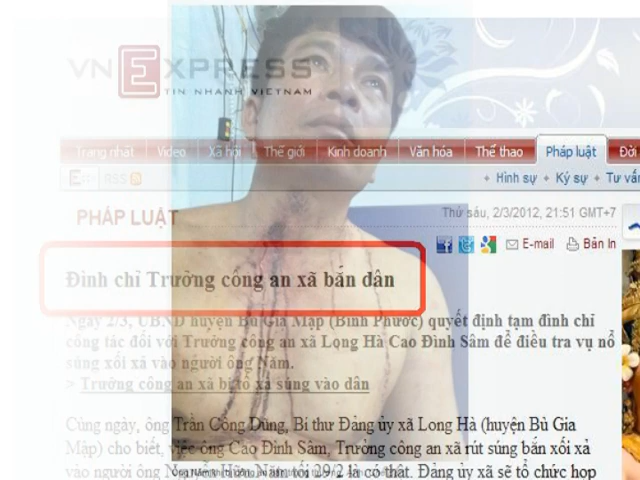 VNEXPRESS
TIN NHANH VIETNAM
Trang nhất Video Xã hội Thế giới Kinh doanh Văn hóa Thể thao Pháp luật Đời
RSS Hình sự Ký sự Tư vấn
PHÁP LUẬT
Thứ sáu, 2/3/2012, 21:51 GMT+7
E-mail Bản In
Đình chỉ Trưởng công an xã bắn dân
Ngày 2/3, UBND huyện Bù Gia Mập (Bình Phước) quyết định tạm đình chỉ
công tác đối với Trưởng công an xã Long Hà Cao Đình Sâm để điều tra vụ nổ
súng xối xả vào người ông Năm.
> Trưởng công an xã bị tố xả súng vào dân
Cùng ngày, ông Trần Công Dũng, Bí thư Đảng ủy xã Long Hà (huyện Bù Gia
Mập) cho biết, việc ông Cao Đình Sâm, Trưởng công an xã rút súng bắn xối xả
vào người ông Năm tối 29/2 là có thật. Đảng ủy xã sẽ tổ chức họp